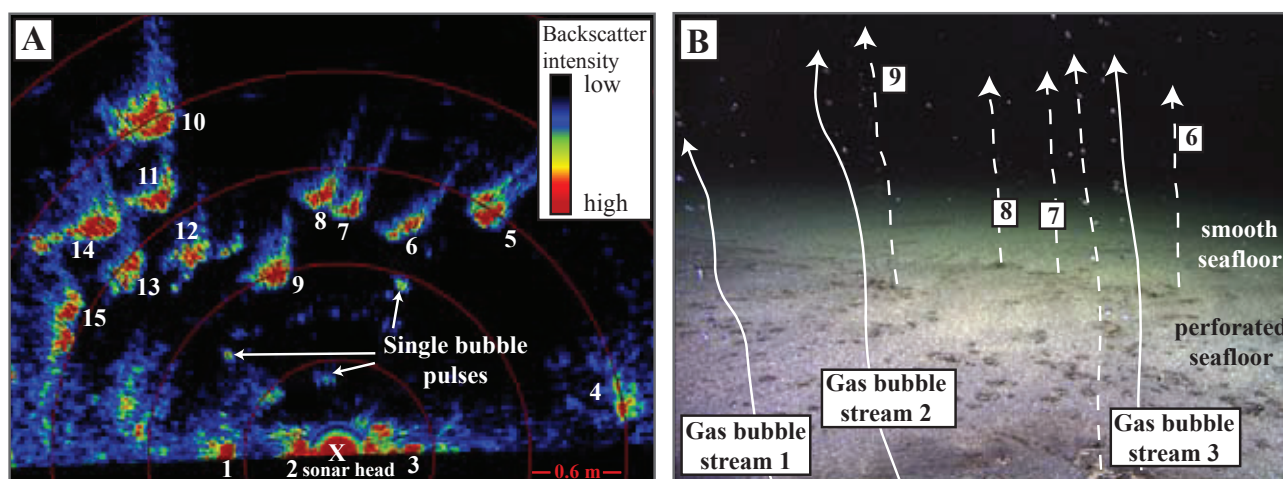 A
Backscatter
intensity
low
high
10
11
8
7
12
14
6
5
13
9
15
Single bubble
pulses
4
X
1
2
sonar head
3
0.6 m
B
9
6
8
7
smooth
seafloor
perforated
seafloor
Gas bubble
stream 2
Gas bubble
stream 1
Gas bubble
stream 3